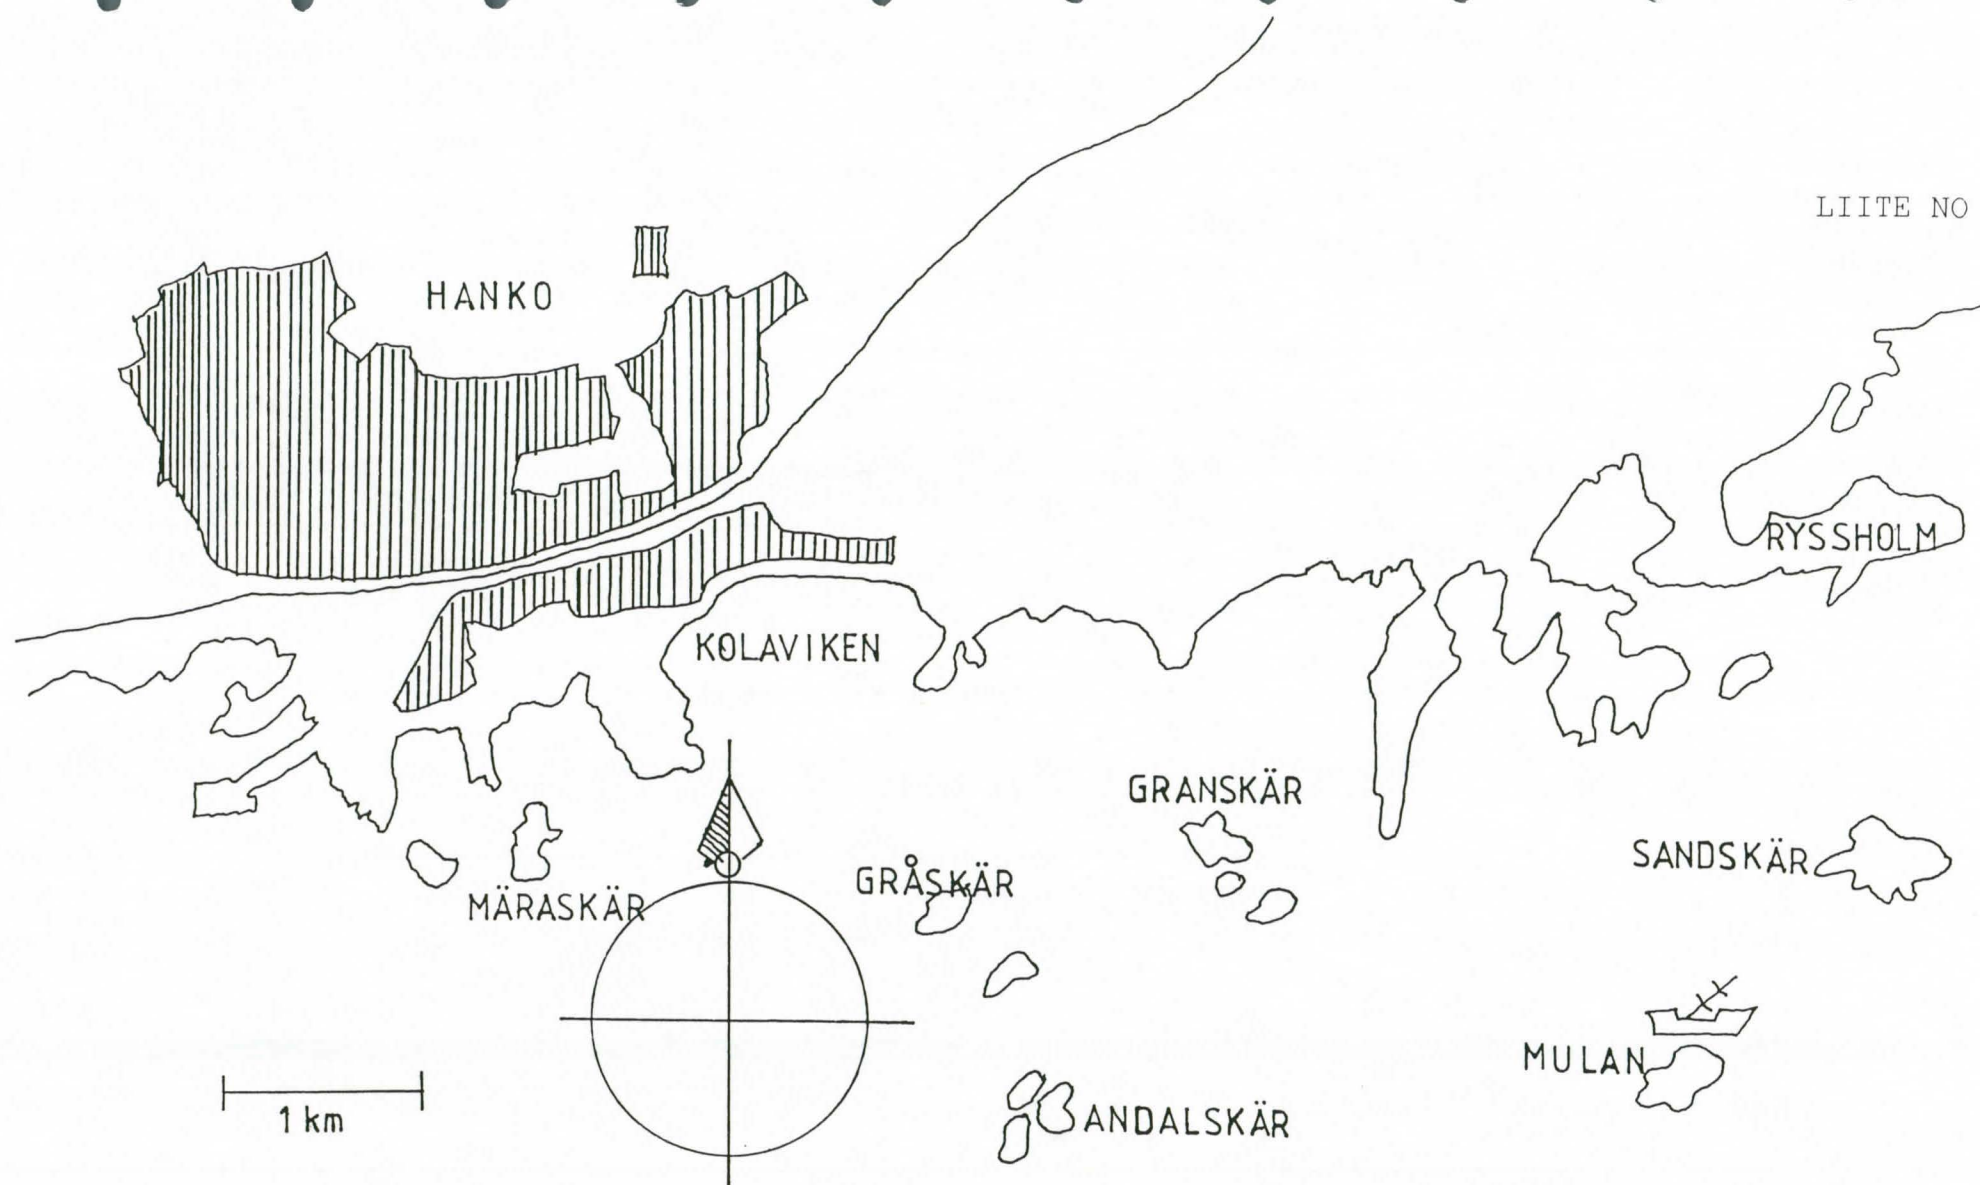 LIITE NO
HANKO
RYSSHOLM
KOLAVIKEN
GRANSKÄR
SANDSKÄR
GRÅSKÄR
MÄRASKÄR
MULAN
1 km
ANDALSKÄR